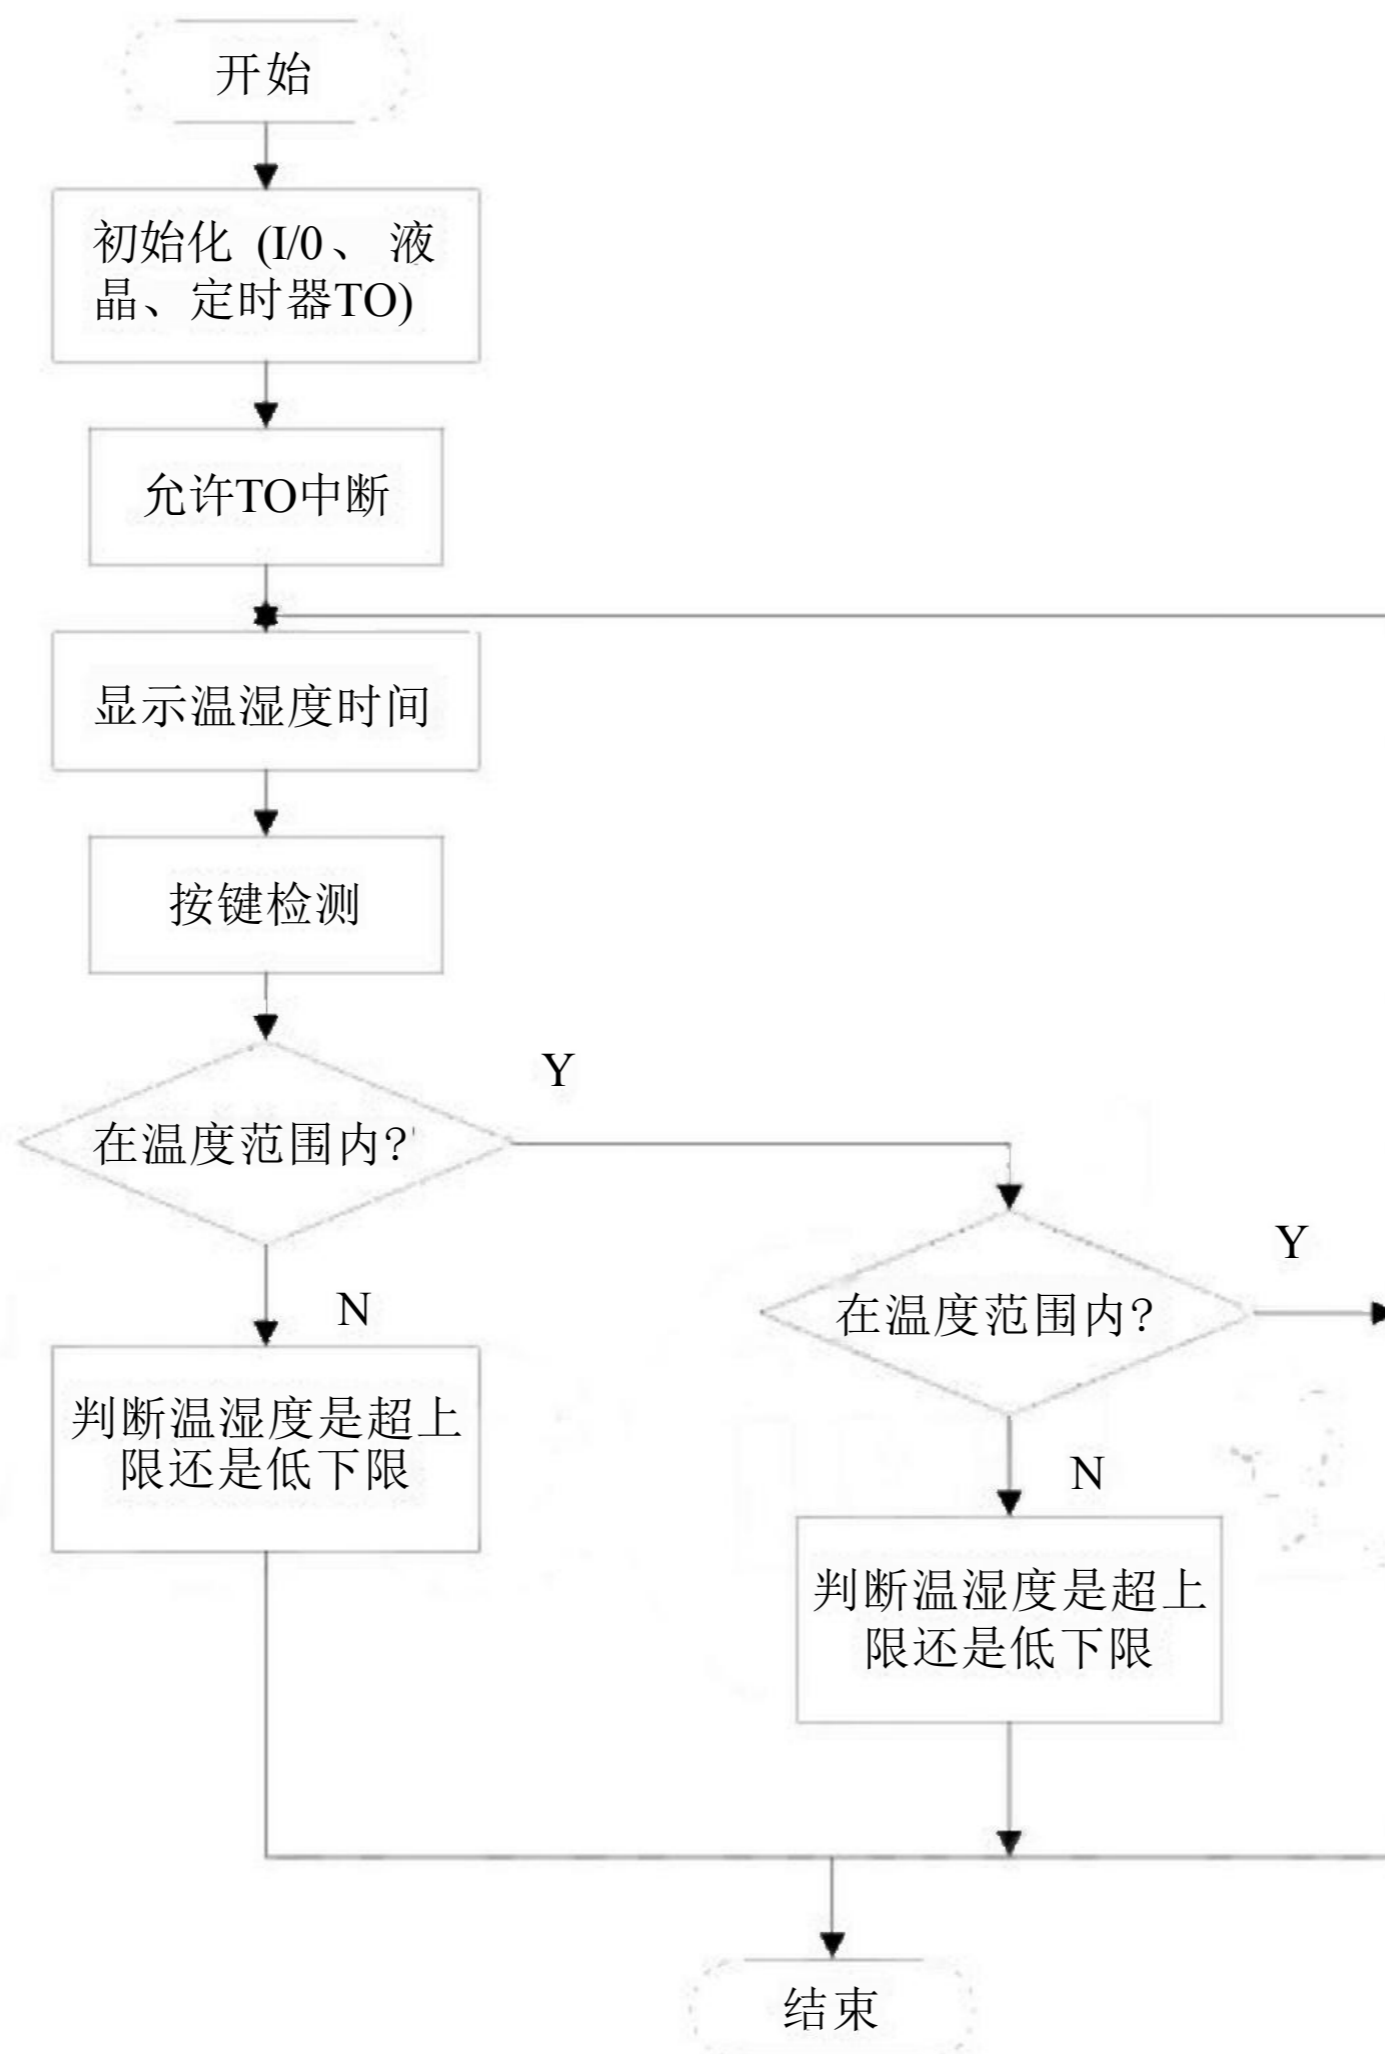 开始
初始化 (I/0、液
晶、定时器TO)
允许TO中断
显示温湿度时间
按键检测
在温度范围内?
Y
N
判断温湿度是超上
限还是低下限
在温度范围内?
Y
N
判断温湿度是超上
限还是低下限
结束